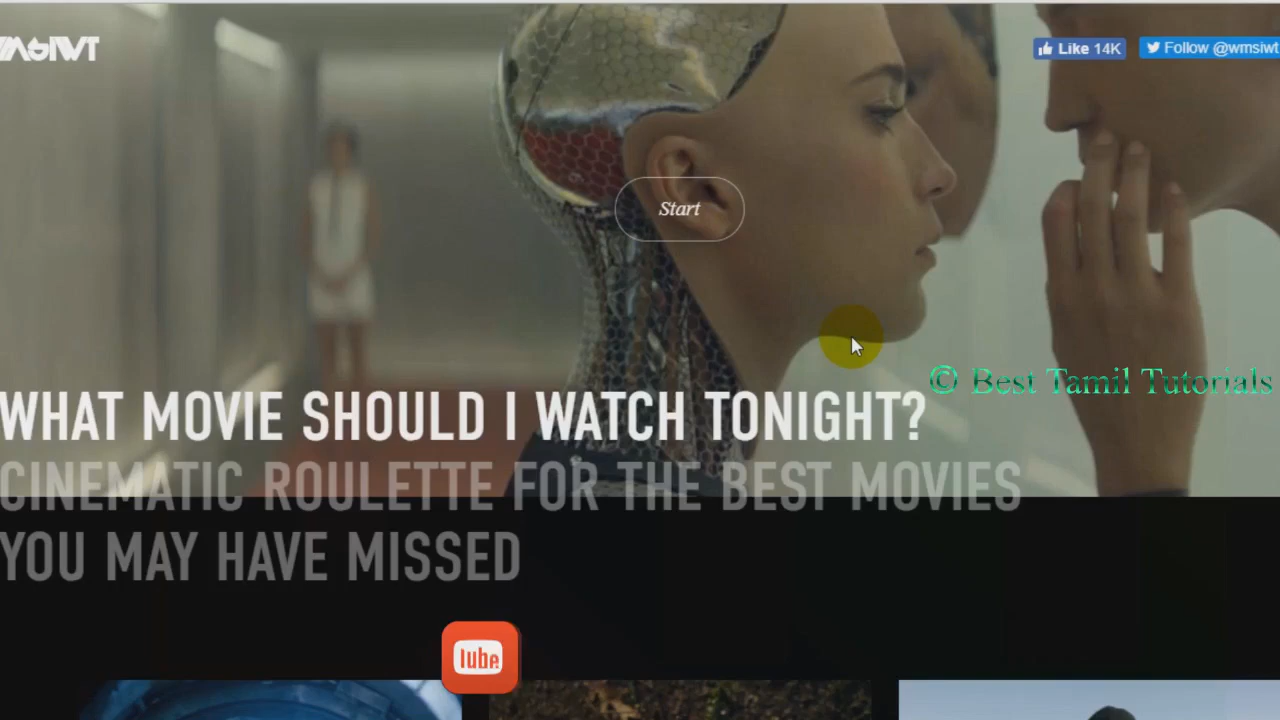 WMSIWT
Like 14K
Follow @wmsiwt
Start
© Best Tamil Tutorials
WHAT MOVIE SHOULD I WATCH TONIGHT?
CINEMATIC ROULETTE FOR THE BEST MOVIES
YOU MAY HAVE MISSED
Tube